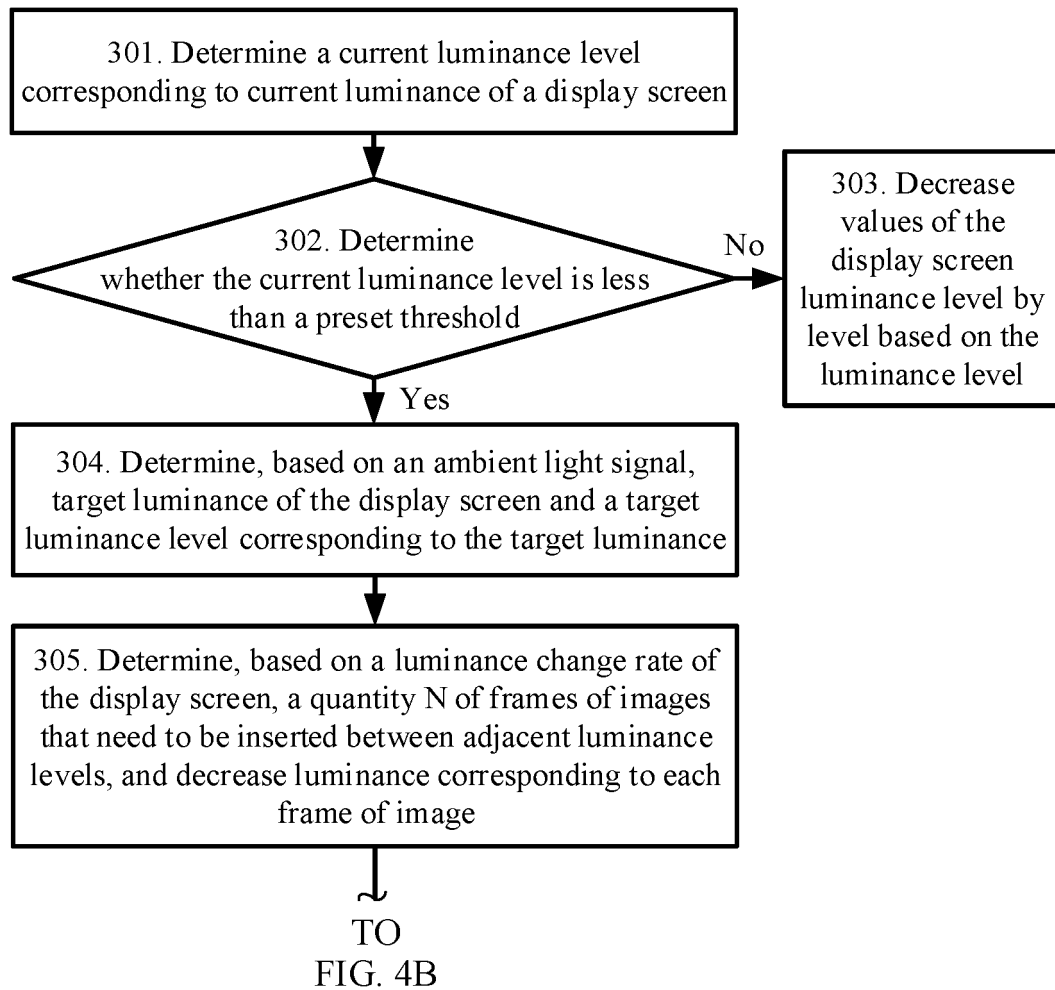 301. Determine a current luminance level
corresponding to current luminance of a display screen
302. Determine
whether the current luminance level is less
than a preset threshold
No
303. Decrease
values of the
display screen
luminance level by
level based on the
luminance level
Yes
304. Determine, based on an ambient light signal,
target luminance of the display screen and a target
luminance level corresponding to the target luminance
305. Determine, based on a luminance change rate of
the display screen, a quantity N of frames of images
that need to be inserted between adjacent luminance
levels, and decrease luminance corresponding to each
frame of image
TO
FIG. 4B